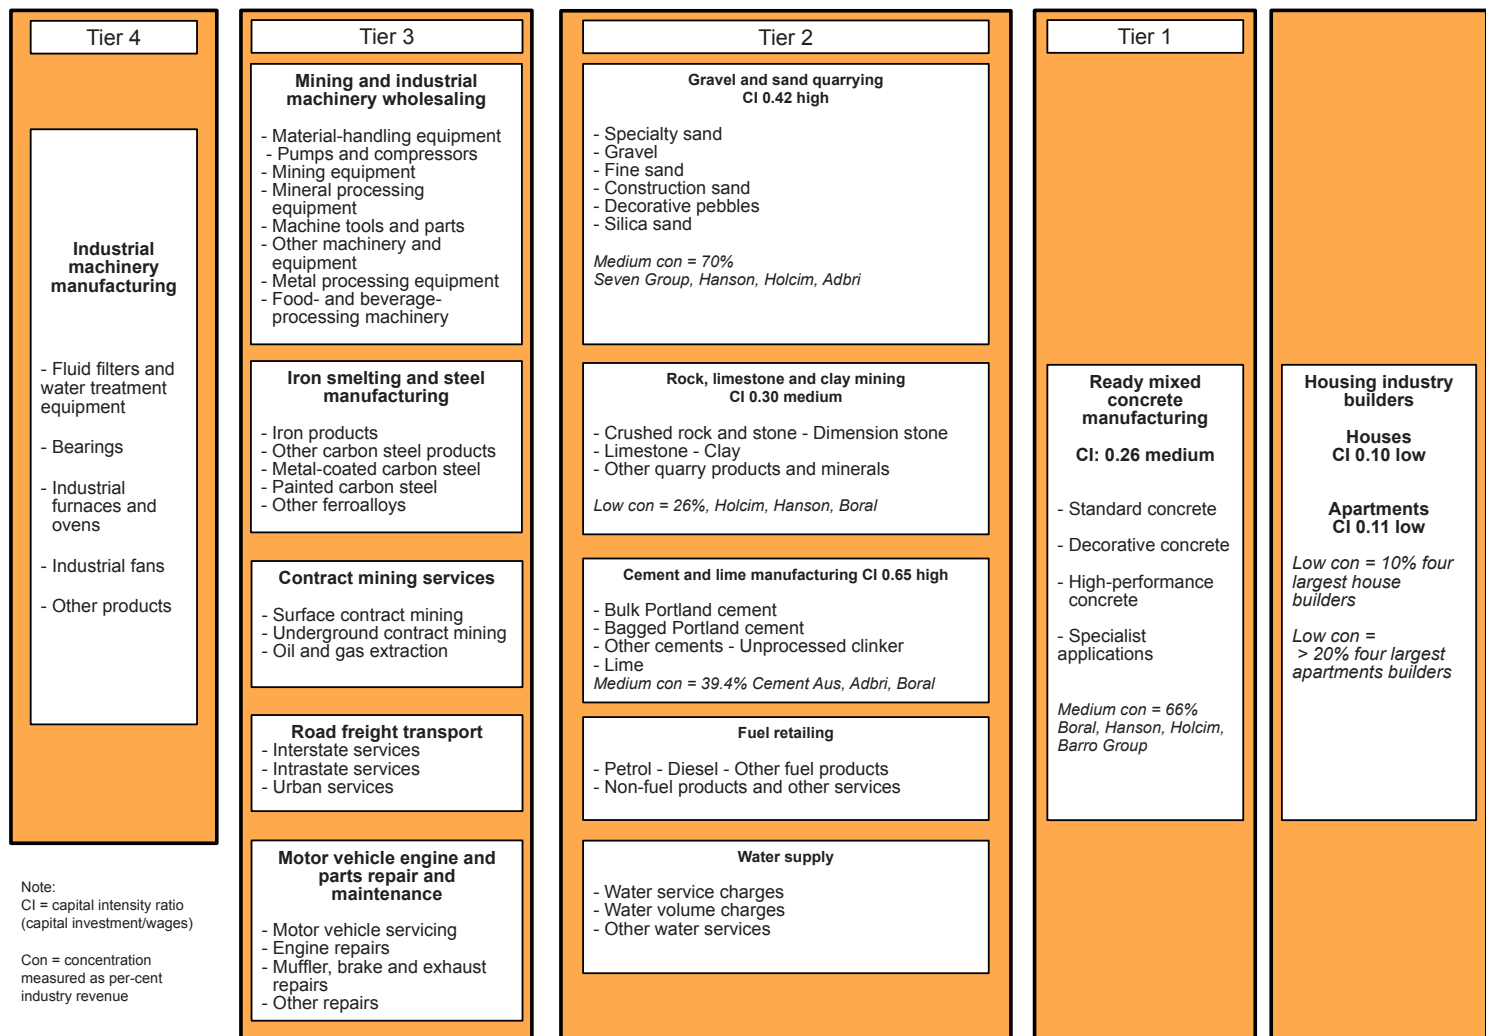 Tier 4
Industrial
machinery
manufacturing
- Fluid filters and
water treatment
equipment
- Bearings
- Industrial
furnaces and
ovens
- Industrial fans
- Other products
Note:
CI = capital intensity ratio
(capital investment/wages)
Con = concentration
measured as per-cent
industry revenue
Tier 3
Mining and industrial
machinery wholesaling
- Material-handling equipment
- Pumps and compressors
- Mining equipment
- Mineral processing
equipment
- Machine tools and parts
- Other machinery and
equipment
- Metal processing equipment
- Food- and beverage-
processing machinery
Iron smelting and steel
manufacturing
- Iron products
- Other carbon steel products
- Metal-coated carbon steel
- Painted carbon steel
- Other ferroalloys
Contract mining services
- Surface contract mining
- Underground contract mining
- Oil and gas extraction
Road freight transport
- Interstate services
- Intrastate services
- Urban services
Motor vehicle engine and
parts repair and
maintenance
- Motor vehicle servicing
- Engine repairs
- Muffler, brake and exhaust
repairs
- Other repairs
Tier 2
Gravel and sand quarrying
CI 0.42 high
- Specialty sand
- Gravel
- Fine sand
- Construction sand
- Decorative pebbles
- Silica sand
Medium con = 70%
Seven Group, Hanson, Holcim, Adbri
Rock, limestone and clay mining
CI 0.30 medium
- Crushed rock and stone - Dimension stone
- Limestone - Clay
- Other quarry products and minerals
Low con = 26%, Holcim, Hanson, Boral
Cement and lime manufacturing CI 0.65 high
- Bulk Portland cement
- Bagged Portland cement
- Other cements - Unprocessed clinker
- Lime
Medium con = 39.4% Cement Aus, Adbri, Boral
Fuel retailing
- Petrol - Diesel - Other fuel products
- Non-fuel products and other services
Water supply
- Water service charges
- Water volume charges
- Other water services
Tier 1
Ready mixed
concrete
manufacturing
CI: 0.26 medium
- Standard concrete
- Decorative concrete
- High-performance
concrete
- Specialist
applications
Medium con = 66%
Boral, Hanson, Holcim,
Barro Group
Housing industry
builders
Houses
CI 0.10 low
Apartments
CI 0.11 low
Low con = 10% four
largest house
builders
Low con =
> 20% four largest
apartments builders